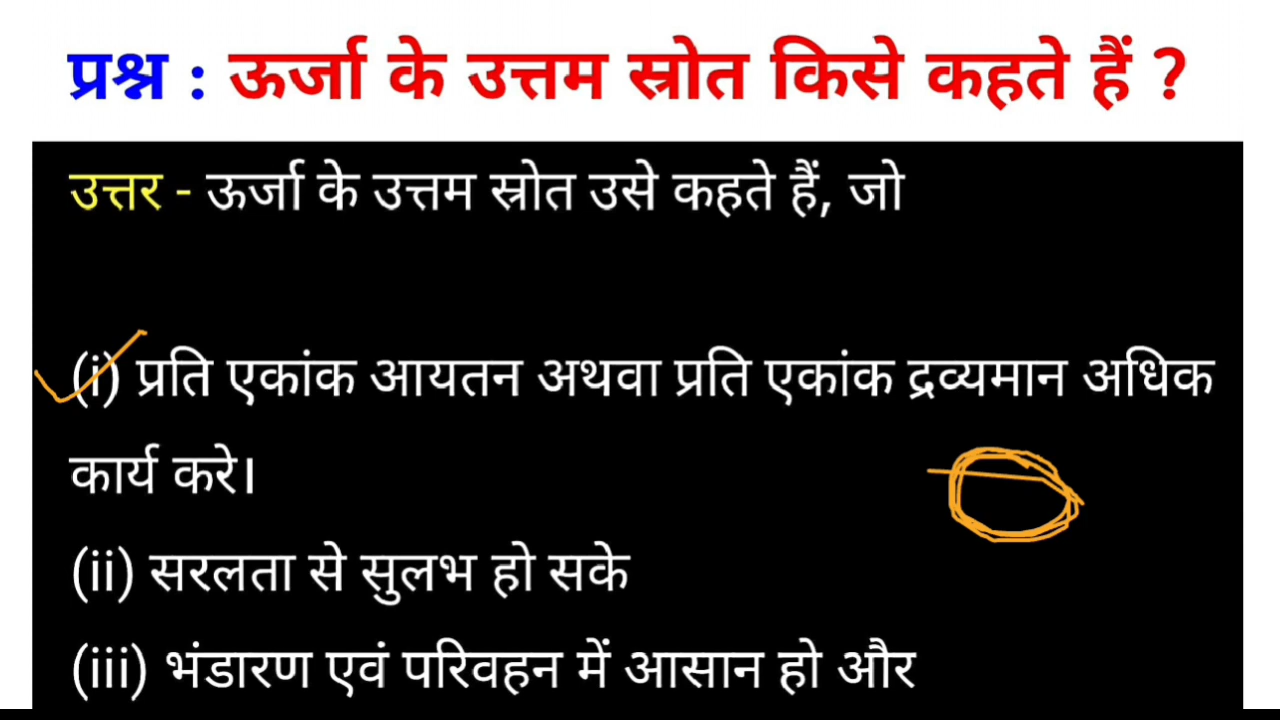 प्रश्न : ऊर्जा के उत्तम स्रोत किसे कहते हैं ?
उत्तर - ऊर्जा के उत्तम स्रोत उसे कहते हैं, जो
(i) प्रति एकांक आयतन अथवा प्रति एकांक द्रव्यमान अधिक
कार्य करे।
(ii) सरलता से सुलभ हो सके
(iii) भंडारण एवं परिवहन में आसान हो और